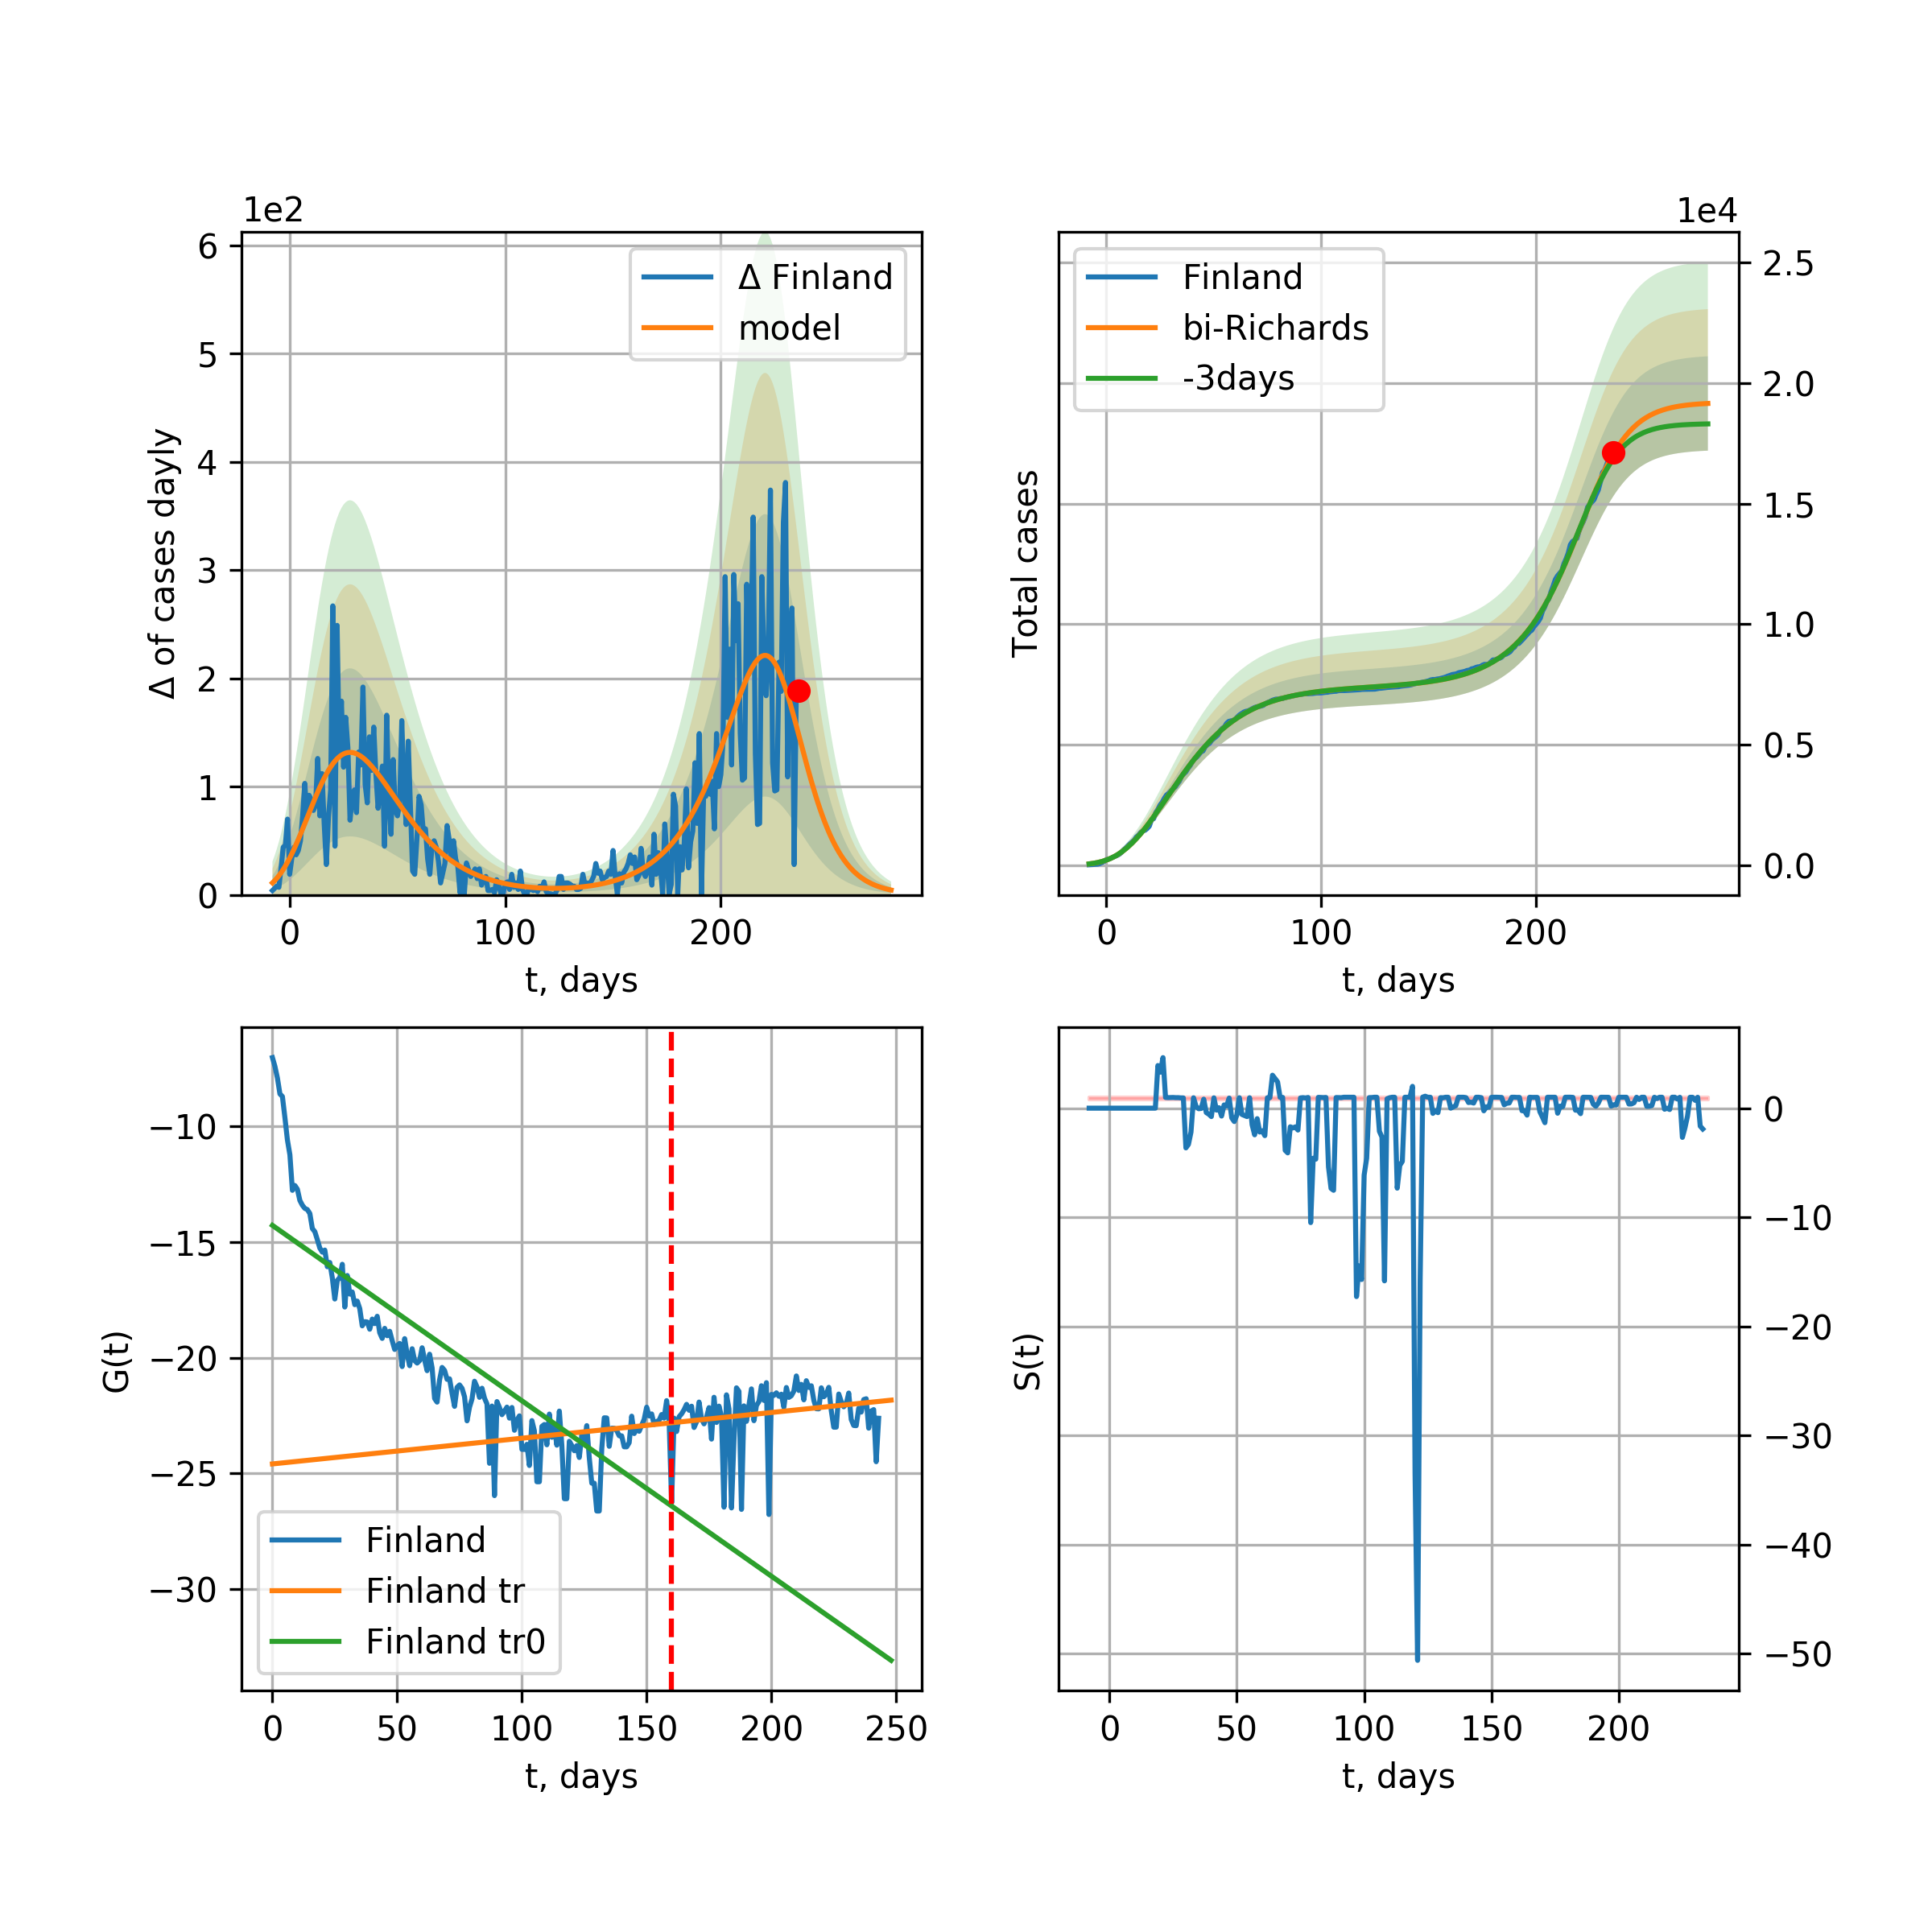 1e2
6
5
4
3
2
1
0
Δ of cases dayly
Δ Finland
model
0
100
200
t, days
1e4
Finland
bi-Richards
-3days
2.5
2.0
1.5
1.0
0.5
0.0
Total cases
0
100
200
t, days
−10
−15
−20
−25
−30
G(t)
Finland
Finland tr
Finland tr0
0
50
100
150
200
250
t, days
0
−10
−20
−30
−40
−50
S(t)
0
50
100
150
200
t, days